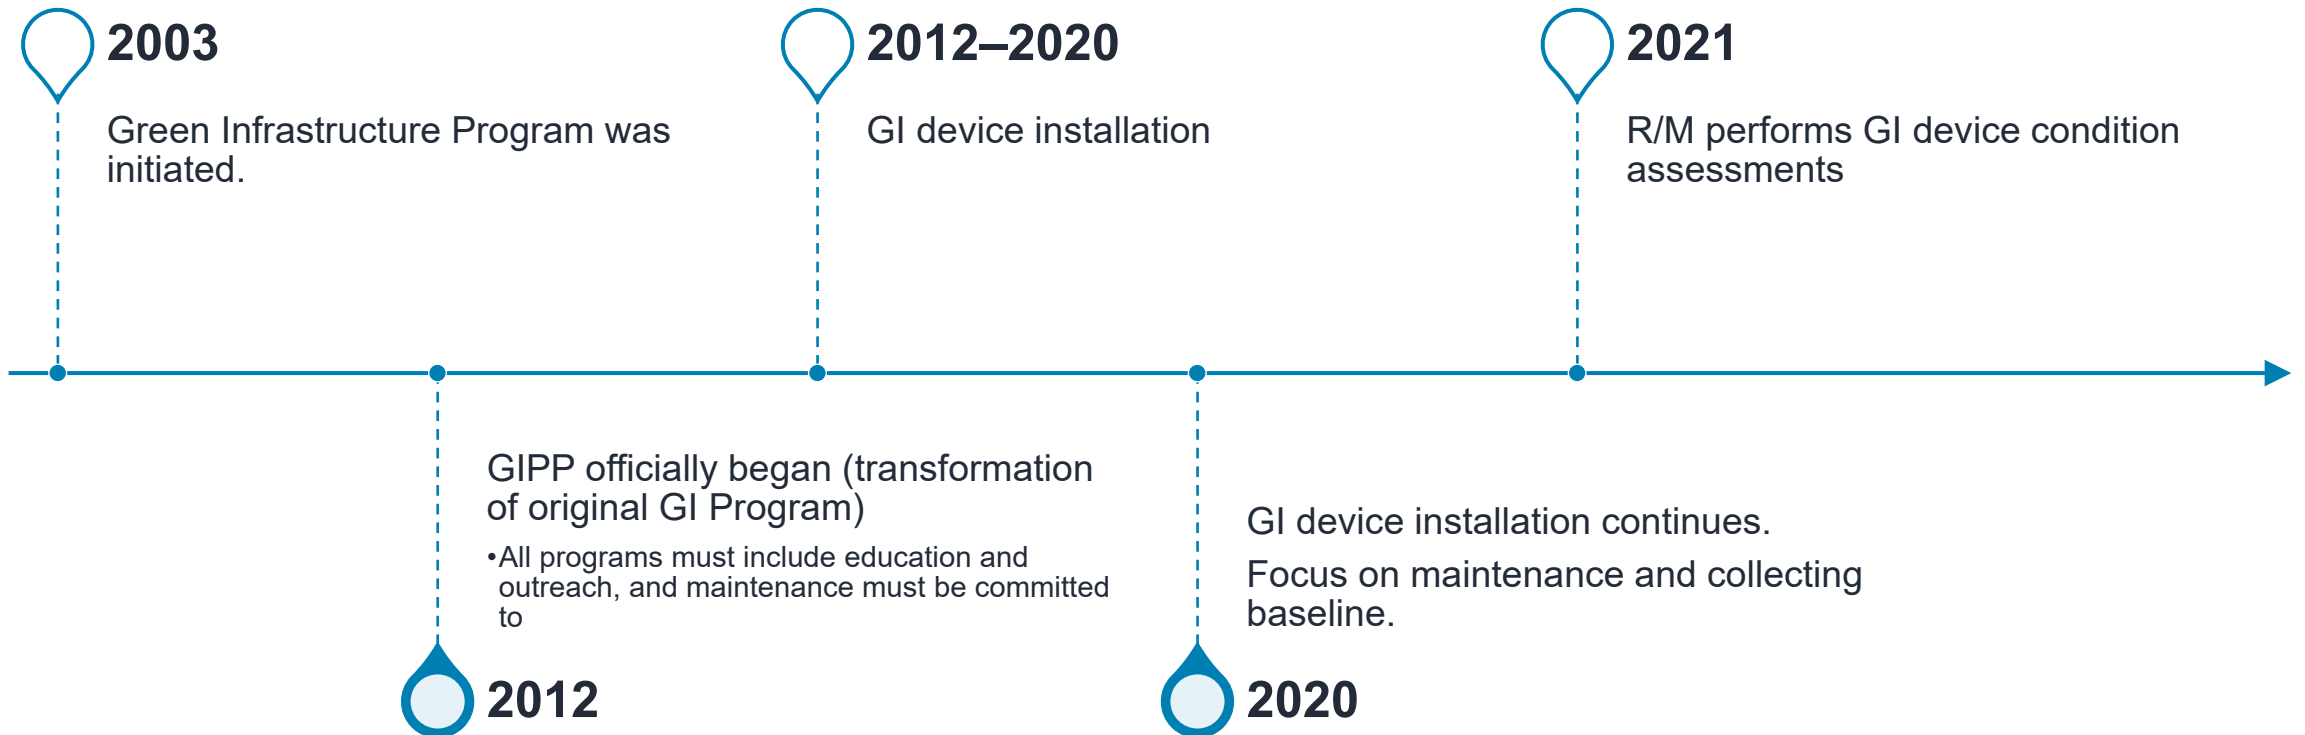 2003
Green Infrastructure Program was
initiated.
2012–2020
GI device installation
2021
R/M performs GI device condition
assessments
GIPP officially began (transformation
of original GI Program)
•All programs must include education and
outreach, and maintenance must be committed
to
2012
GI device installation continues.
Focus on maintenance and collecting
baseline.
2020